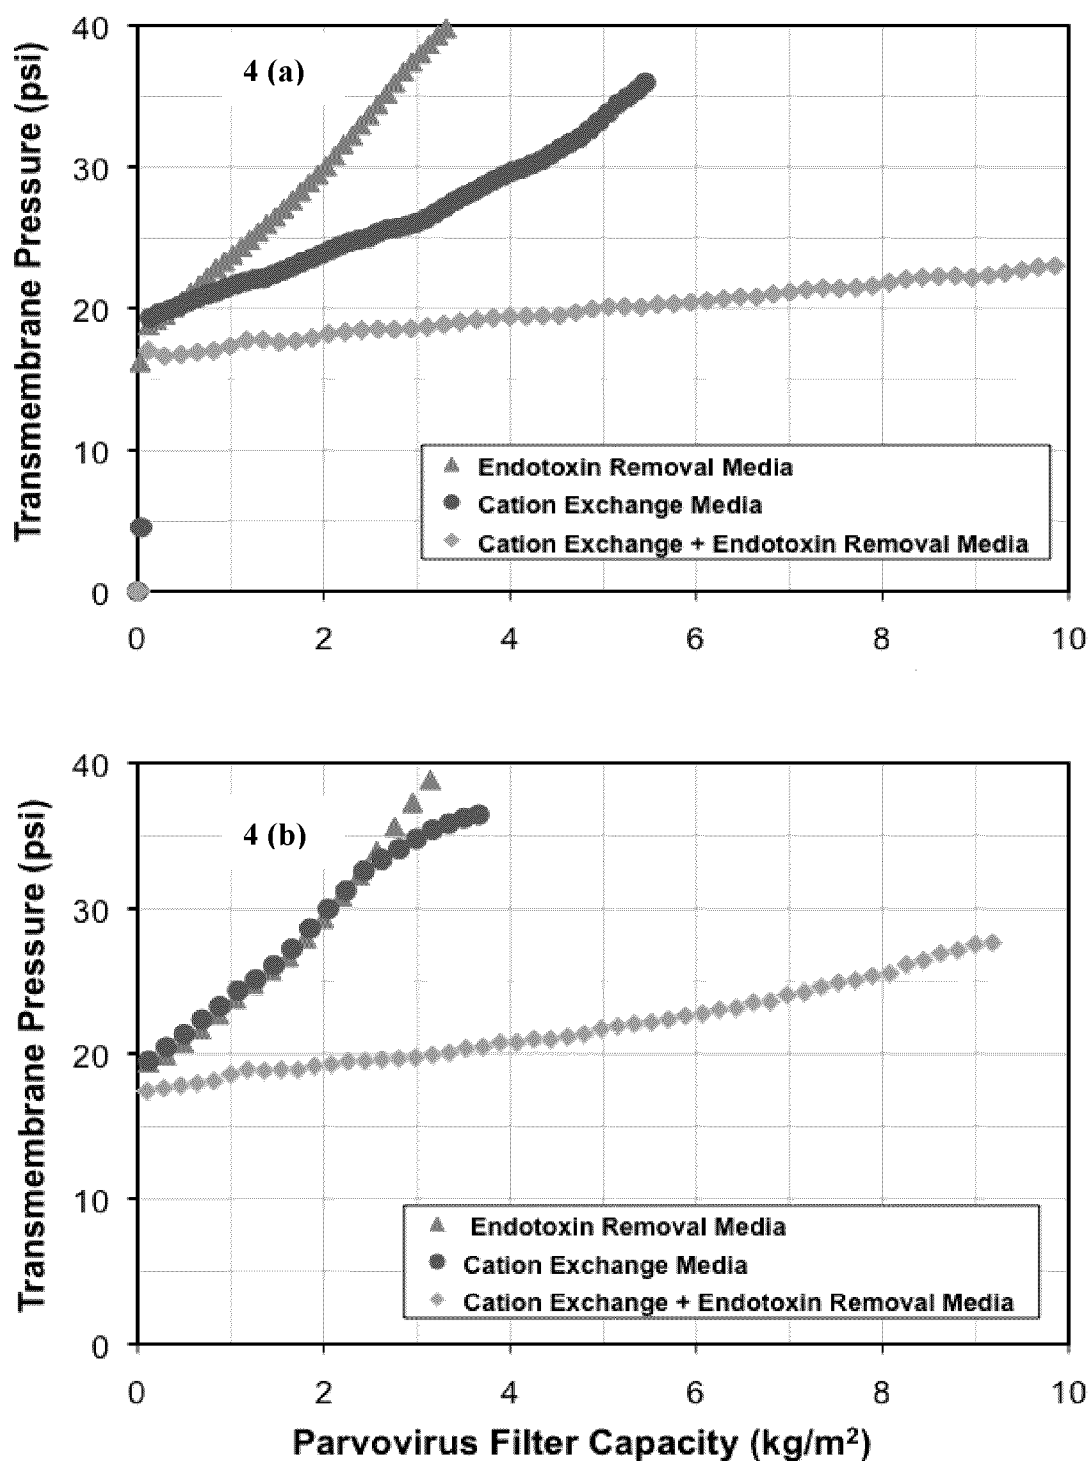 40
4 (a)
30
20
10
0
Transmembrane Pressure (psi)
Endotoxin Removal Media
Cation Exchange Media
Cation Exchange + Endotoxin Removal Media
0 2 4 6 8 10
40
4 (b)
30
20
10
0
Transmembrane Pressure (psi)
Endotoxin Removal Media
Cation Exchange Media
Cation Exchange + Endotoxin Removal Media
0 2 4 6 8 10
Parvovirus Filter Capacity (kg/m²)